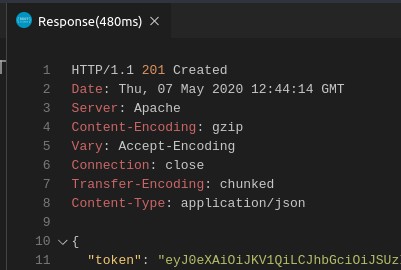 Response(480ms) ×
1 HTTP/1.1 201 Created
2 Date: Thu, 07 May 2020 12:44:14 GMT
3 Server: Apache
4 Content-Encoding: gzip
5 Vary: Accept-Encoding
6 Connection: close
7 Transfer-Encoding: chunked
8 Content-Type: application/json
9
10 {
11 "token": "eyJ0eXAiOiJKV1QiLCJhbGciOiJSUz